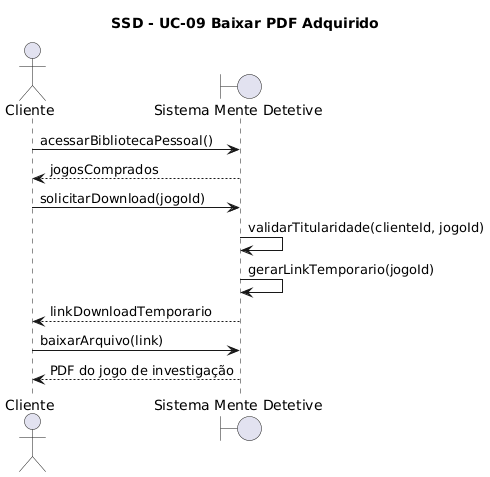 SSD - UC-09 Baixar PDF Adquirido
Cliente
Sistema Mente Detetive
acessarBibliotecaPessoal()
jogosComprados
solicitarDownload(jogoId)
validarTitularidade(clienteId, jogoId)
gerarLinkTemporario(jogoId)
linkDownloadTemporario
baixarArquivo(link)
PDF do jogo de investigação
Cliente
Sistema Mente Detetive